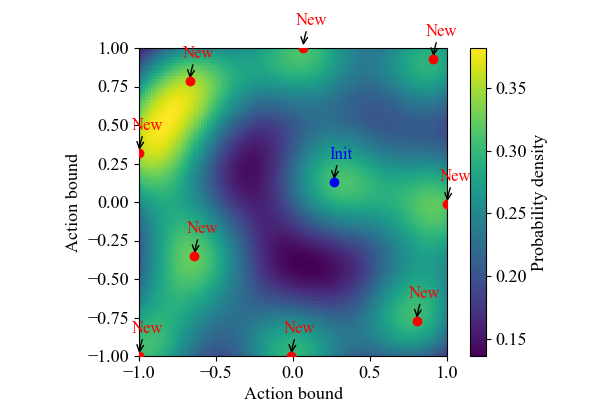 New
New
1.00
New
0.75
0.50
New
0.25
Init
0.00
New
−0.25
New
−0.50
−0.75
New
New
New
−1.00
−1.0
−0.5
0.0
0.5
1.0
Action bound
Action bound
0.35
0.30
0.25
0.20
0.15
Probability density